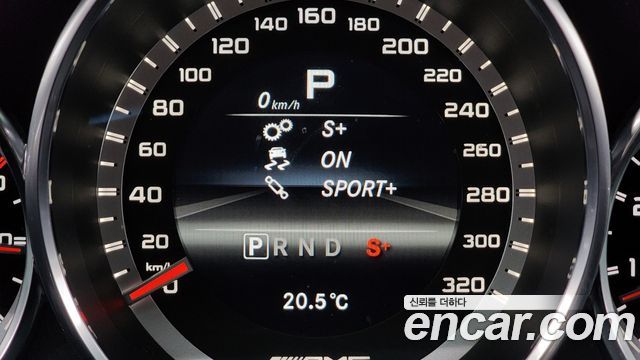 160
140
120
100
80
60
40
20
0
km/h
200
220
240
260
280
300
320
P
0 km/h
S+
ON
SPORT+
P R N D S+
20.5°C
AMG
신뢰를 더하다
encar.com